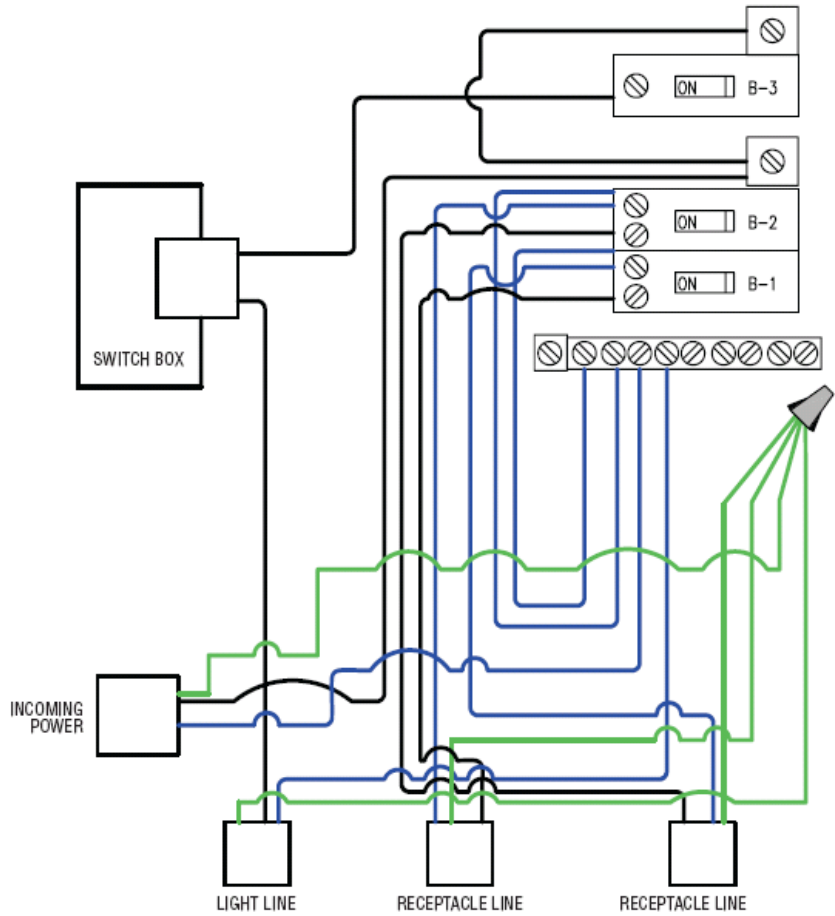 ON B-3
ON B-2
ON B-1
SWITCH BOX
INCOMING
POWER
LIGHT LINE
RECEPTACLE LINE
RECEPTACLE LINE